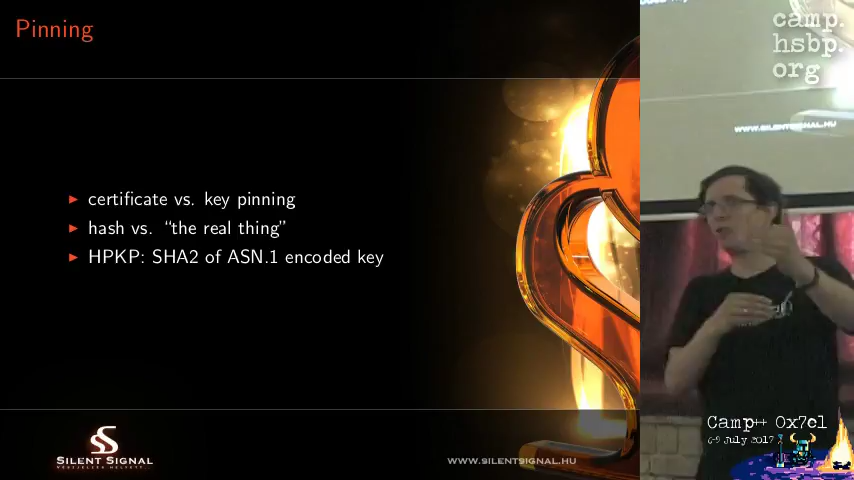 Pinning
certificate vs. key pinning
hash vs. “the real thing”
HPKP: SHA2 of ASN.1 encoded key
SILENT SIGNAL
WWW.SILENTSIGNAL.HU
camp.
hsbp.
org
WWW.SILENTSIGNAL.HU
Camp++ 0x7e1
6-9 July 2017